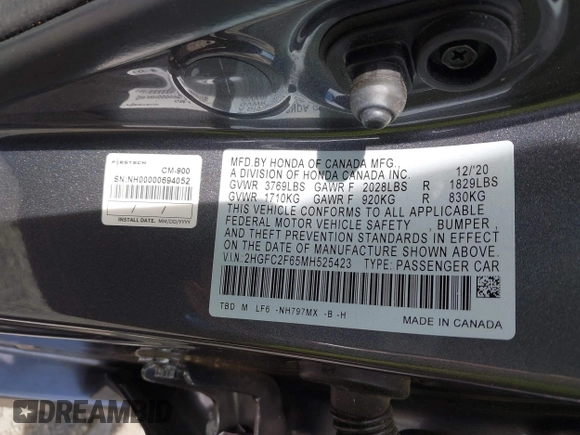 FIRSTECH
CM-900
SN:NH00000694052
INSTALL DATE: MM/DD/YYYY
MFD.BY HONDA OF CANADA MFG.,
A DIVISION OF HONDA CANADA INC. 12/'20
GVWR 3769LBS GAWR F 2028LBS R 1829LBS
GVWR 1710KG GAWR F 920KG R 830KG
THIS VEHICLE CONFORMS TO ALL APPLICABLE
FEDERAL MOTOR VEHICLE SAFETY , BUMPER ,
AND THEFT PREVENTION STANDARDS IN EFFECT
ON THE DATE OF MANUFACTURE SHOWN ABOVE.
V.I.N.:2HGFC2F65MH525423 TYPE: PASSENGER CAR
TBD M LF6 -NH797MX -B -H
MADE IN CANADA
DREAMBID